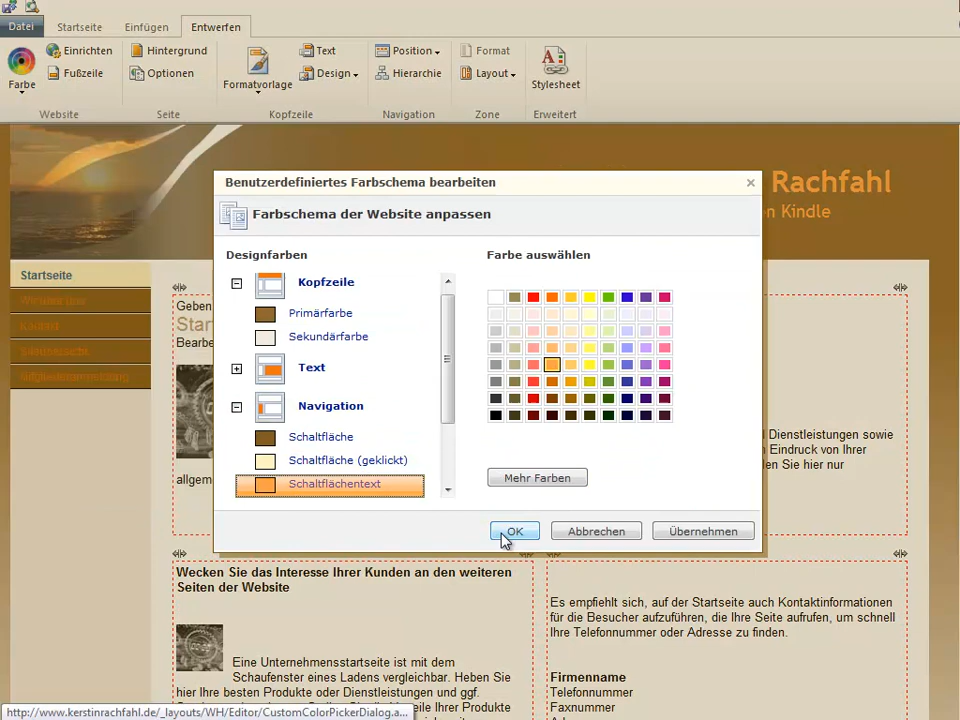 Datei Startseite Einfügen Entwerfen
Farbe
Einrichten
Fußzeile
Website
Hintergrund
Optionen
Seite
Formatvorlage
Text
Design
Kopfzeile
Position
Hierarchie
Navigation
Format
Layout
Zone
Stylesheet
Erweitert
Rachfahl
on Kindle
Startseite
Kontakt
Geben
Star
Bearbe
allgem
Benutzerdefiniertes Farbschema bearbeiten
Farbschema der Website anpassen
Designfarben
Kopfzeile
Primärfarbe
Sekundärfarbe
Text
Navigation
Schaltfläche
Schaltfläche (geklickt)
Schaltflächentext
Farbe auswählen
Mehr Farben
OK Abbrechen Übernehmen
Dienstleistungen sowie
Eindruck von Ihrer
den Sie hier nur
Wecken Sie das Interesse Ihrer Kunden an den weiteren
Seiten der Website
Eine Unternehmensstartseite ist mit dem
Schaufenster eines Ladens vergleichbar. Heben Sie
hier Ihre besten Produkte oder Dienstleistungen und ggf.
Zeile Ihrer Produkte
Es empfiehlt sich, auf der Startseite auch Kontaktinformationen
für die Besucher aufzuführen, die Ihre Seite aufrufen, um schnell
Ihre Telefonnummer oder Adresse zu finden.
Firmenname
Telefonnummer
Faxnummer
http://www.kerstinrachfahl.de/_layouts/WH/Editor/CustomColorPickerDialog.a...